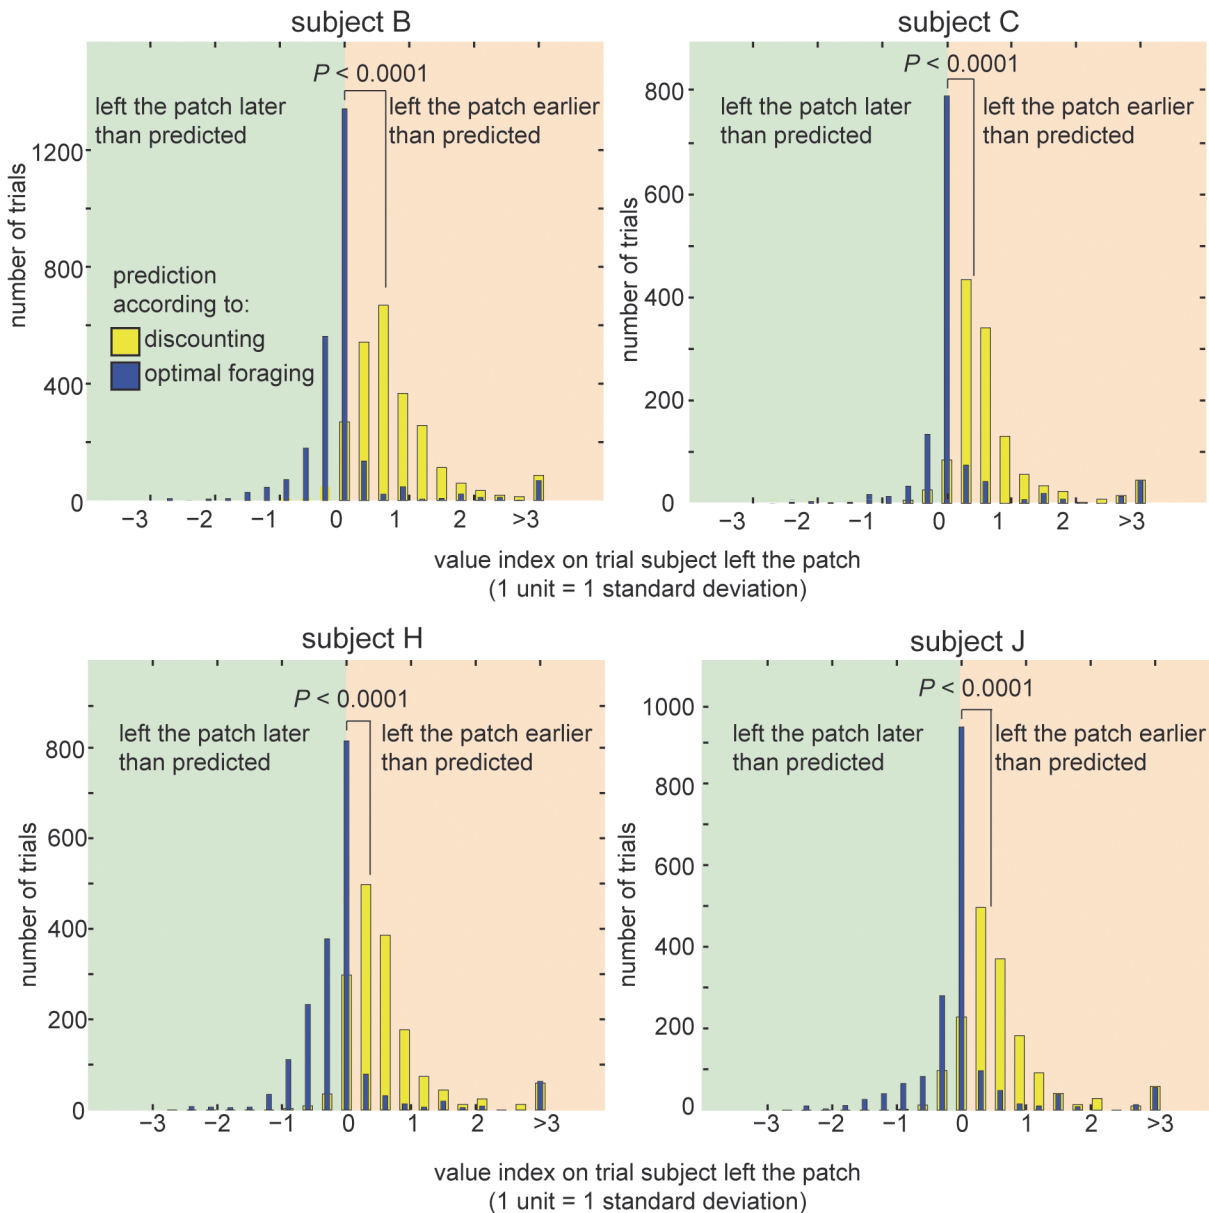 subject B
P < 0.0001
left the patch later
than predicted
left the patch earlier
than predicted
number of trials
1200
800
400
0
prediction
according to:
discounting
optimal foraging
−3
−2
−1
0
1
2
>3
subject C
P < 0.0001
left the patch later
than predicted
left the patch earlier
than predicted
number of trials
800
600
400
200
0
−3
−2
−1
0
1
2
>3
value index on trial subject left the patch
(1 unit = 1 standard deviation)
subject H
P < 0.0001
left the patch later
than predicted
left the patch earlier
than predicted
number of trials
800
600
400
200
0
−3
−2
−1
0
1
2
>3
subject J
P < 0.0001
left the patch later
than predicted
left the patch earlier
than predicted
number of trials
1000
800
600
400
200
0
−3
−2
−1
0
1
2
>3
value index on trial subject left the patch
(1 unit = 1 standard deviation)